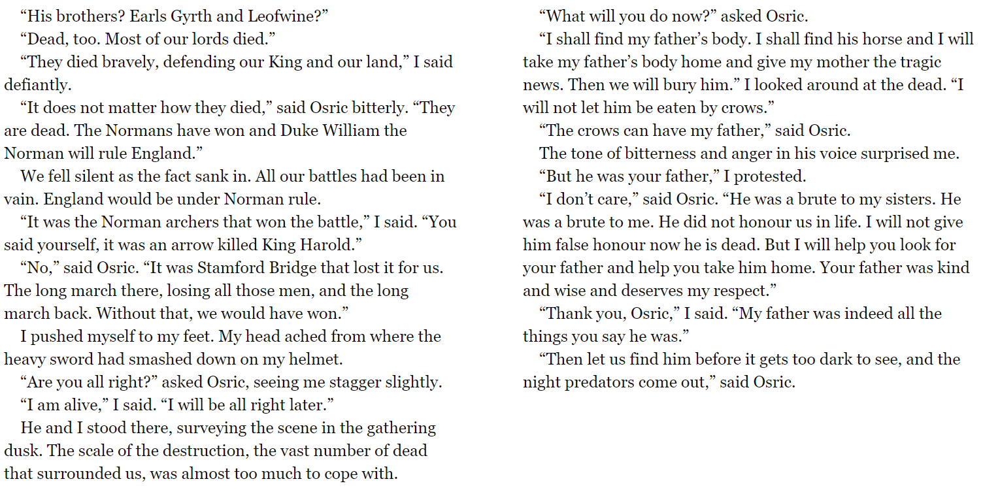 “His brothers? Earls Gyrth and Leofwine?”
“Dead, too. Most of our lords died.”
“They died bravely, defending our King and our land,” I said
defiantly.
“It does not matter how they died,” said Osric bitterly. “They
are dead. The Normans have won and Duke William the
Norman will rule England.”
We fell silent as the fact sank in. All our battles had been in
vain. England would be under Norman rule.
“It was the Norman archers that won the battle,” I said. “You
said yourself, it was an arrow killed King Harold.”
“No,” said Osric. “It was Stamford Bridge that lost it for us.
The long march there, losing all those men, and the long
march back. Without that, we would have won.”
I pushed myself to my feet. My head ached from where the
heavy sword had smashed down on my helmet.
“Are you all right?” asked Osric, seeing me stagger slightly.
“I am alive,” I said. “I will be all right later.”
He and I stood there, surveying the scene in the gathering
dusk. The scale of the destruction, the vast number of dead
that surrounded us, was almost too much to cope with.
“What will you do now?” asked Osric.
“I shall find my father’s body. I shall find his horse and I will
take my father’s body home and give my mother the tragic
news. Then we will bury him.” I looked around at the dead. “I
will not let him be eaten by crows.”
“The crows can have my father,” said Osric.
The tone of bitterness and anger in his voice surprised me.
“But he was your father,” I protested.
“I don’t care,” said Osric. “He was a brute to my sisters. He
was a brute to me. He did not honour us in life. I will not give
him false honour now he is dead. But I will help you look for
your father and help you take him home. Your father was kind
and wise and deserves my respect.”
“Thank you, Osric,” I said. “My father was indeed all the
things you say he was.”
“Then let us find him before it gets too dark to see, and the
night predators come out,” said Osric.